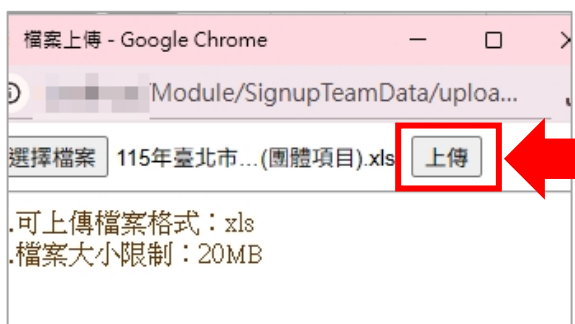 檔案上傳 - Google Chrome
/Module/SignupTeamData/uploa...
選擇檔案 115年臺北市...(團體項目).xls 上傳
.可上傳檔案格式：xls
.檔案大小限制：20MB